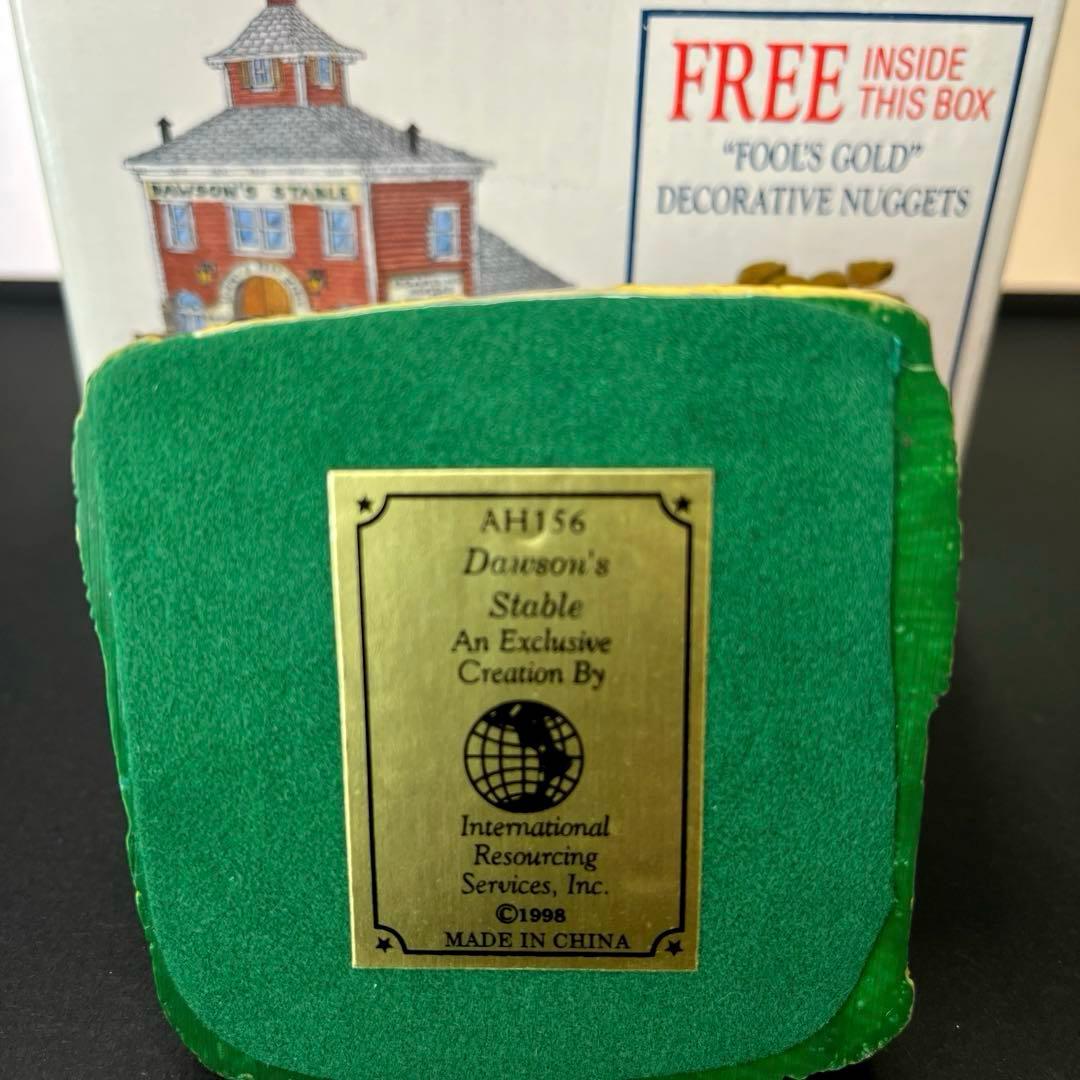 FREE INSIDE
THIS BOX
"FOOL'S GOLD"
DECORATIVE NUGGETS
DAWSON'S STABLE
AH156
Dawson's
Stable
An Exclusive
Creation By
International
Resourcing
Services, Inc.
©1998
MADE IN CHINA